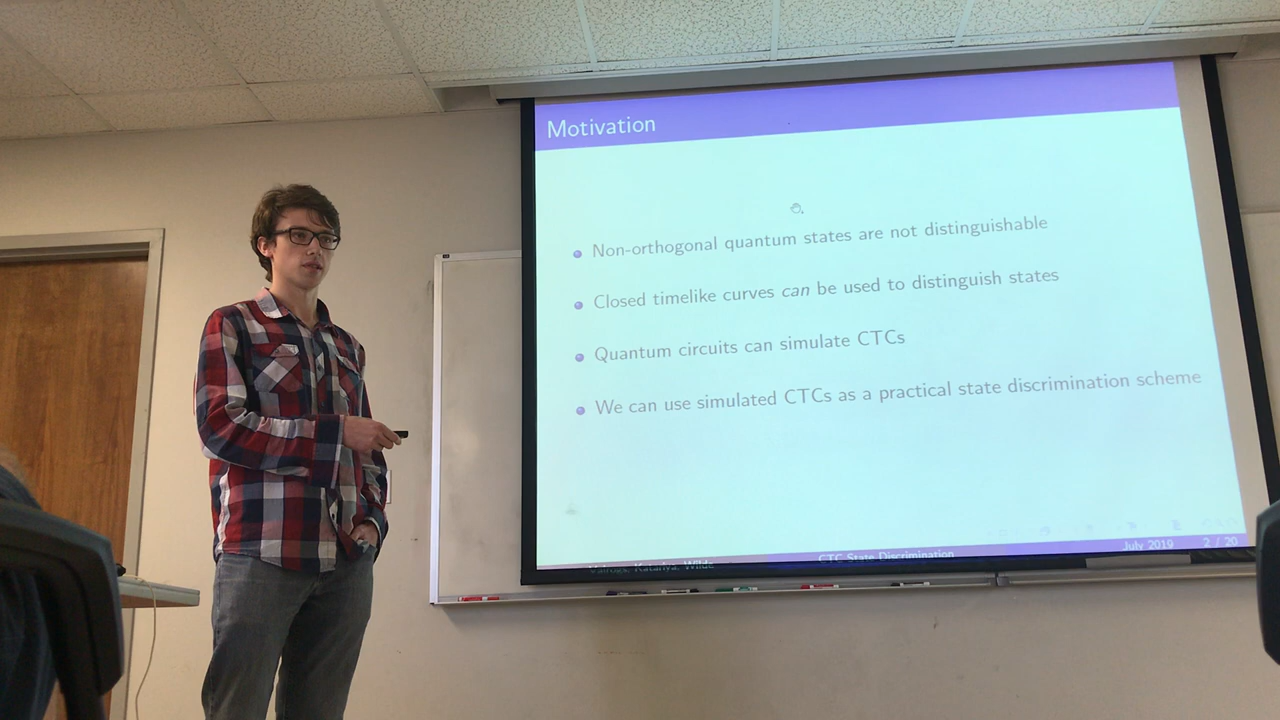 Motivation
Non-orthogonal quantum states are not distinguishable
Closed timelike curves can be used to distinguish states
Quantum circuits can simulate CTCs
We can use simulated CTCs as a practical state discrimination scheme
Katariya, Wilde
CTC State Discrimination
July 2019
2 / 20